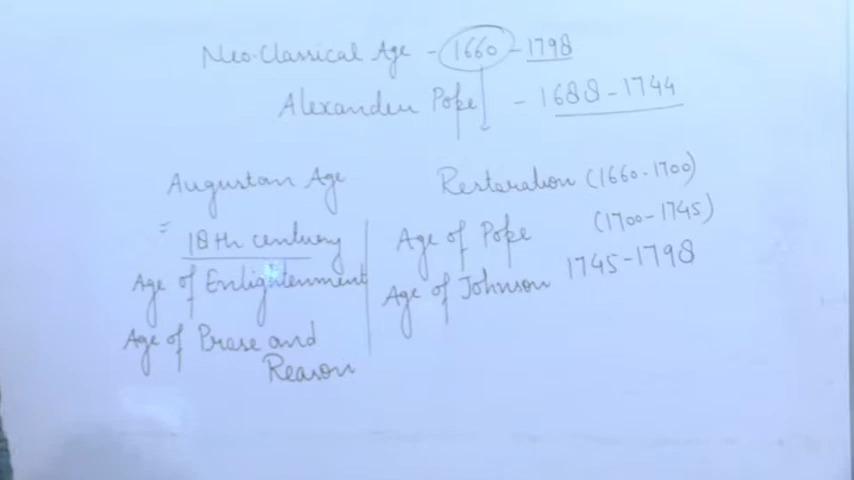 Neo-Classical Age - 1660 - 1798
Alexander Pope - 1688 - 1744
Augustan Age
= 18th century
Age of Enlightenment
Age of Prose and
Reason
Restoration (1660-1700)
Age of Pope (1700-1745)
Age of Johnson 1745-1798